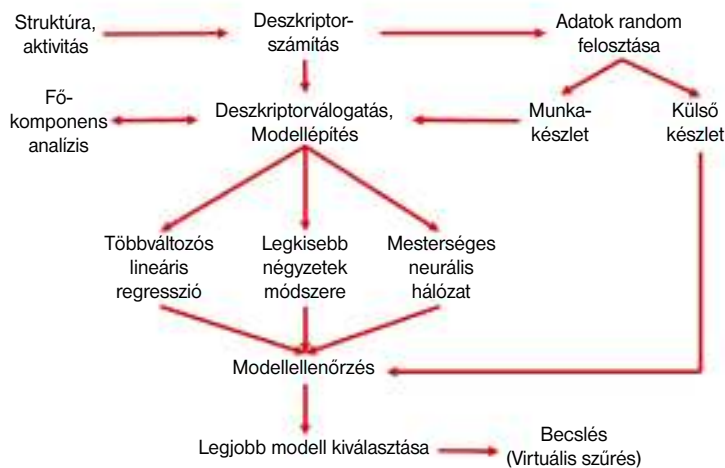 Struktúra,
aktivitás
Deszkriptor-
számítás
Adatok random
felosztása
Fő-
komponens
analízis
Deszkriptorválogatás,
Modellépítés
Munka-
készlet
Külső
készlet
Többváltozós
lineáris
regresszió
Legkisebb
négyzetek
módszere
Mesterséges
neurális
hálózat
Modellellenőrzés
Legjobb modell kiválasztása
Becslés
(Virtuális szűrés)